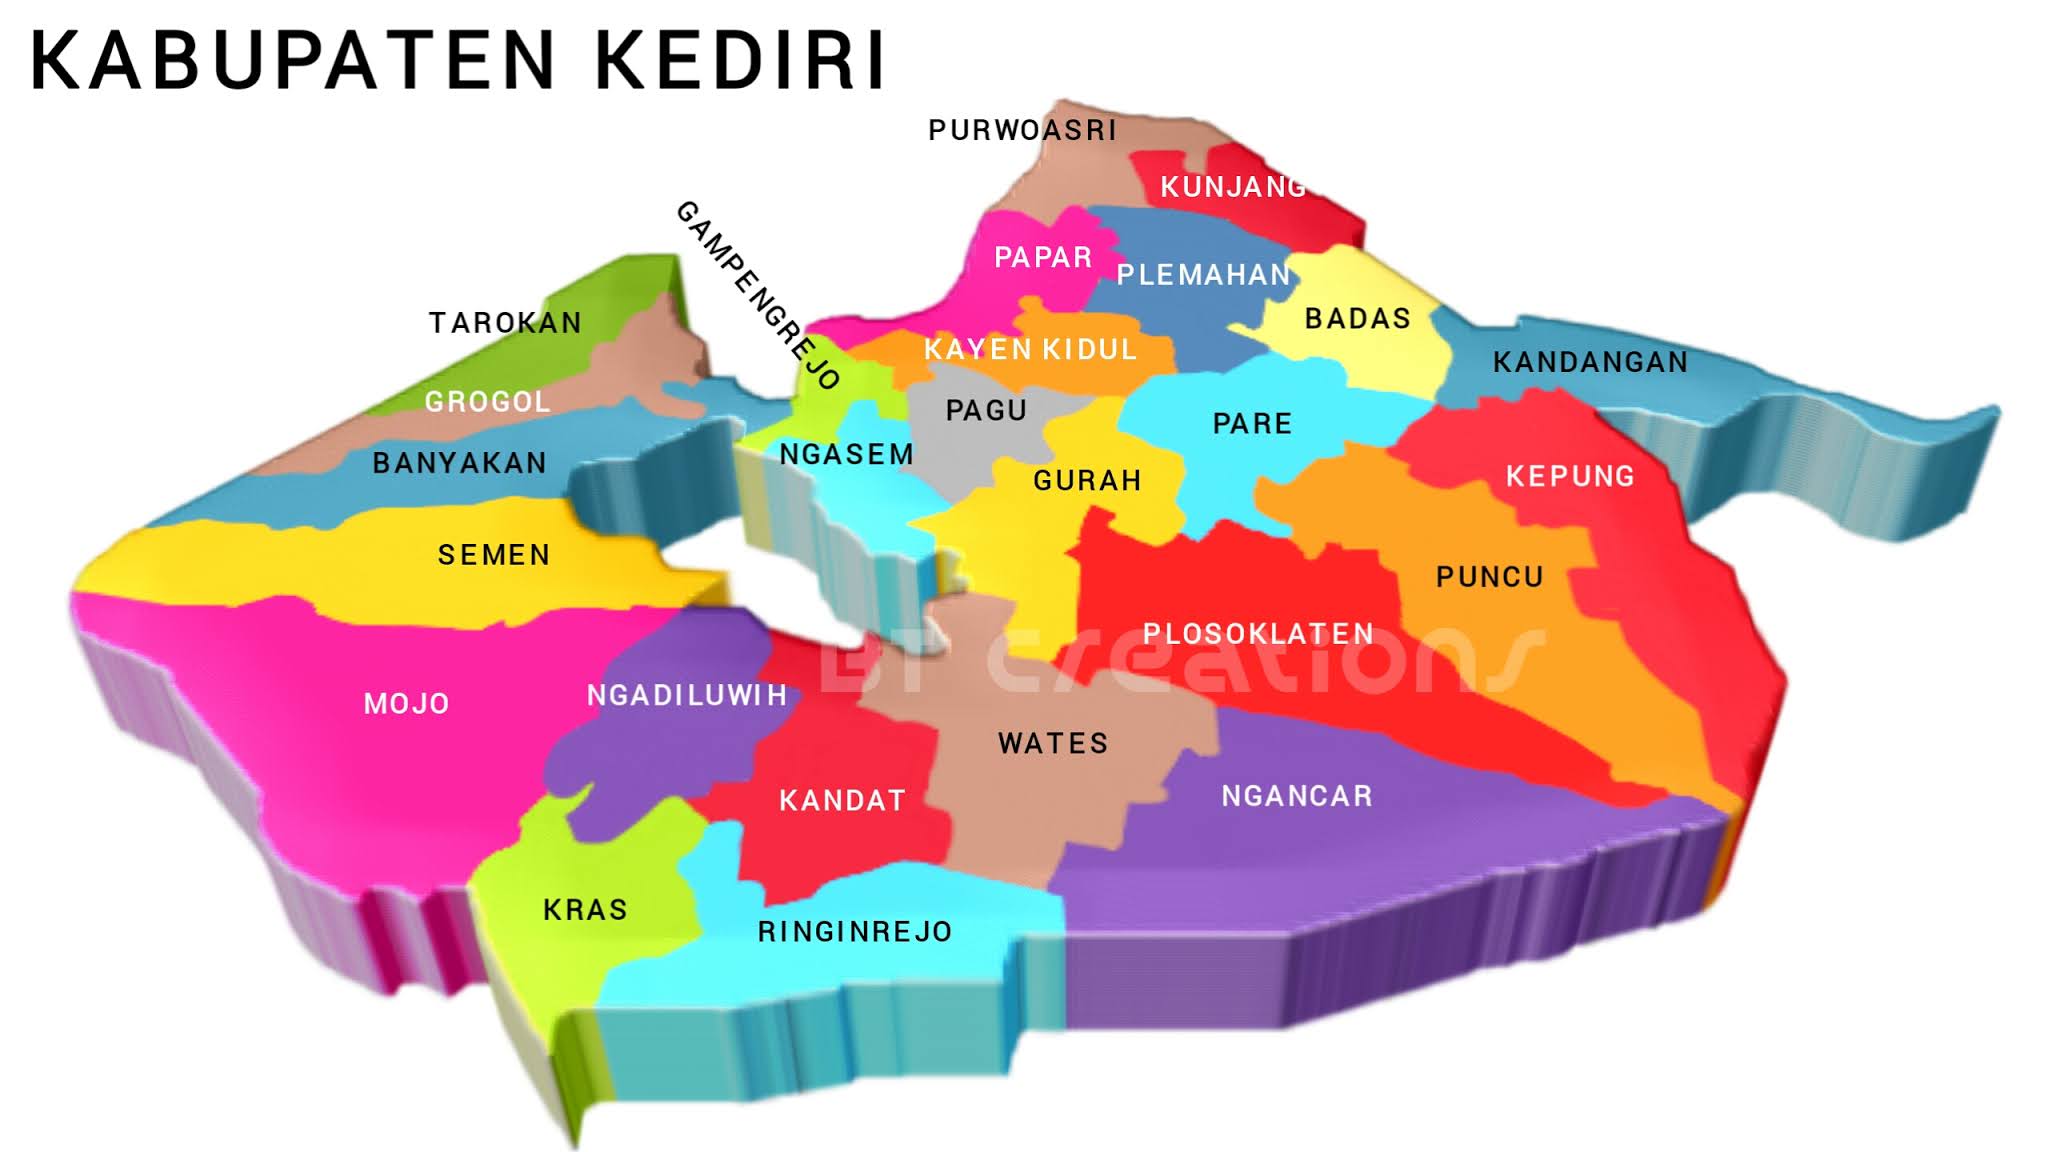 KABUPATEN KEDIRI
PURWOASRI
KUNJANG
GAMPENGREJO
PAPAR
PLEMAHAN
TAROKAN
BADAS
KAYEN KIDUL
KANDANGAN
GROGOL
PAGU
PARE
BANYAKAN
NGASEM
GURAH
KEPUNG
SEMEN
PUNCU
PLOSOKLATEN
BT creations
MOJO
NGADILUWIH
WATES
KANDAT
NGANCAR
KRAS
RINGINREJO